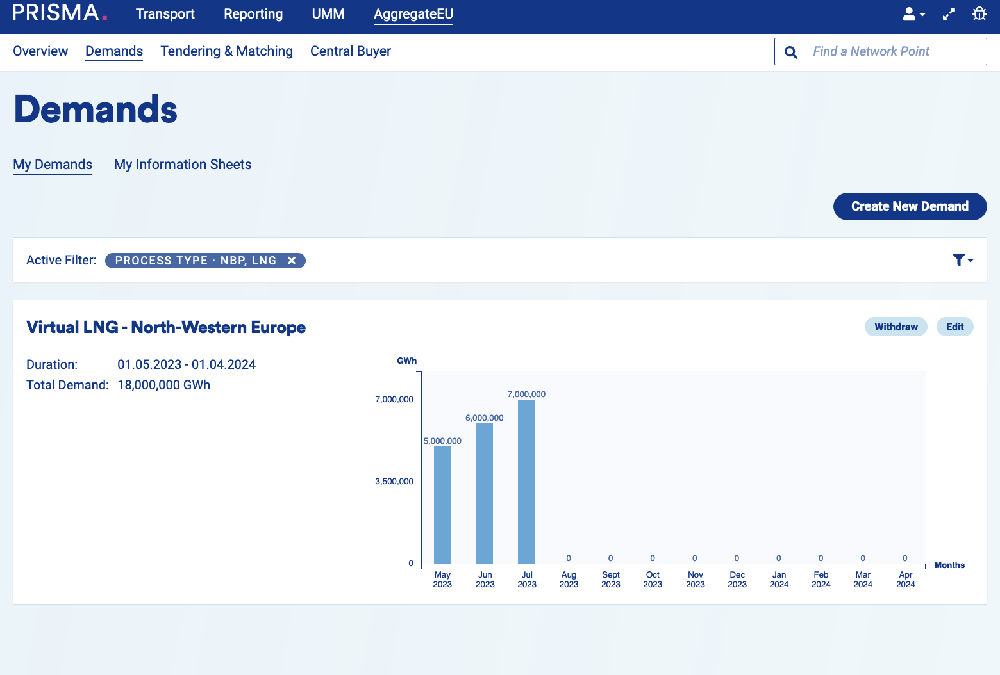 PRISMA.
Transport Reporting UMM AggregateEU
Overview Demands Tendering & Matching Central Buyer
Find a Network Point
Demands
My Demands My Information Sheets
Create New Demand
Active Filter: PROCESS TYPE · NBP, LNG
Virtual LNG - North-Western Europe
Withdraw Edit
Duration: 01.05.2023 - 01.04.2024
Total Demand: 18,000,000 GWh
GWh
7,000,000
3,500,000
0
5,000,000
6,000,000
7,000,000
0 0 0 0 0 0 0 0 0
May Jun Jul Aug Sept Oct Nov Dec Jan Feb Mar Apr
2023 2023 2023 2023 2023 2023 2023 2023 2024 2024 2024 2024
Months